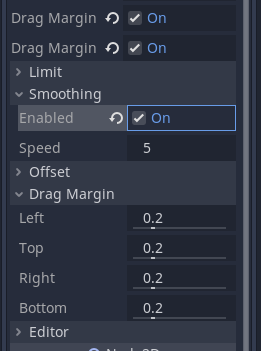 Drag Margin On
Drag Margin On
Limit
Smoothing
Enabled On
Speed 5
Offset
Drag Margin
Left 0.2
Top 0.2
Right 0.2
Bottom 0.2
Editor